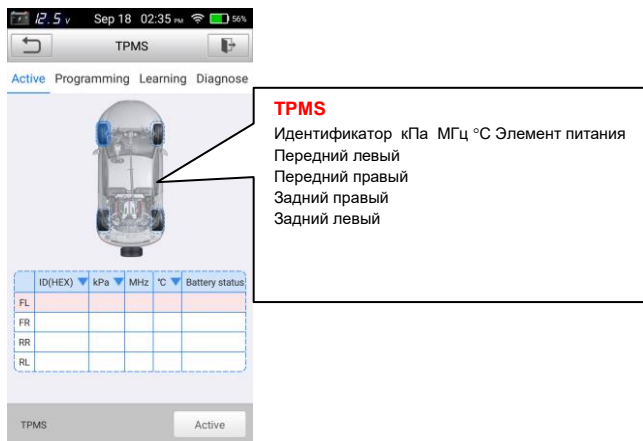 12.5 v Sep 18 02:35 PM 56%
TPMS
Active Programming Learning Diagnose
ID(HEX) kPa MHz °C Battery status
FL
FR
RR
RL
TPMS Active
TPMS
Идентификатор кПа МГц °C Элемент питания
Передний левый
Передний правый
Задний правый
Задний левый